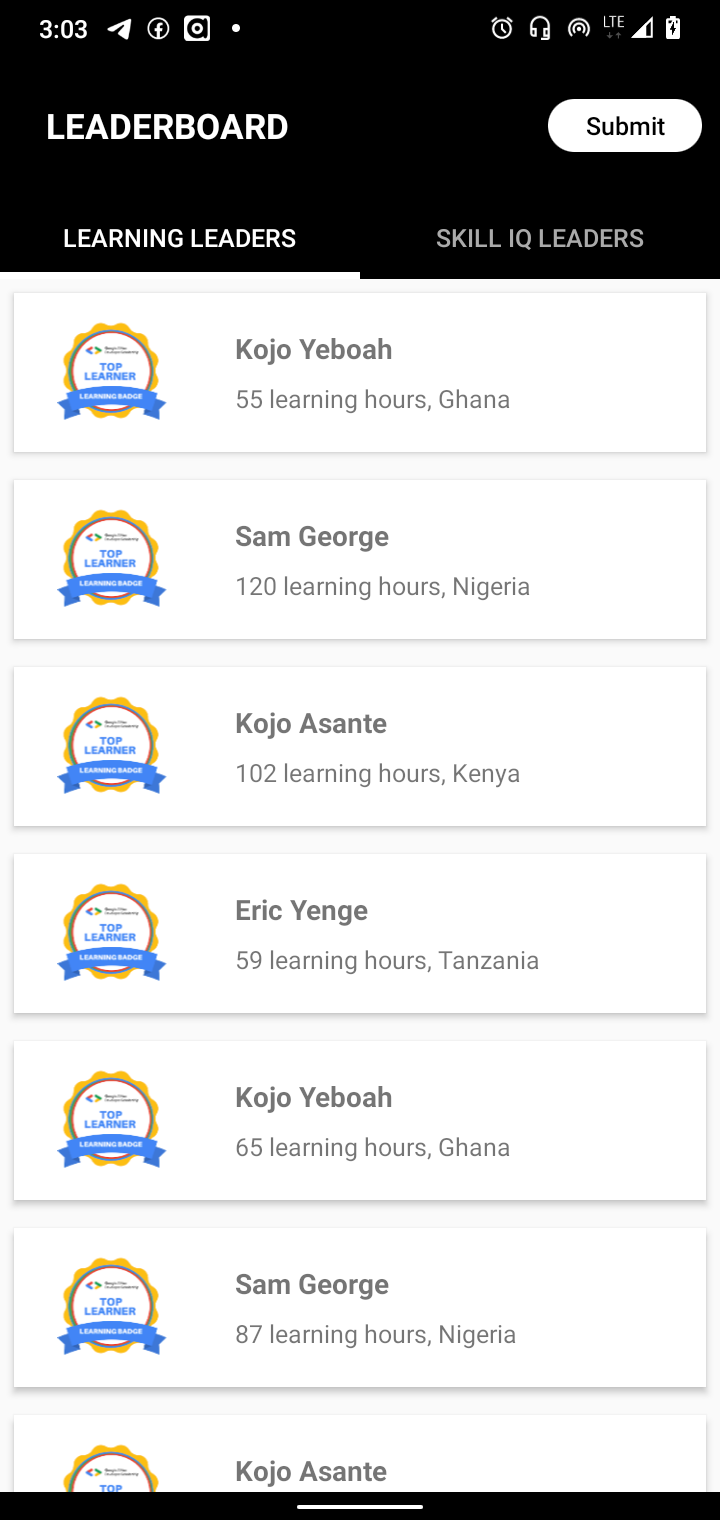 3:03
LTE
LEADERBOARD
Submit
LEARNING LEADERS
SKILL IQ LEADERS
TOP
LEARNER
LEARNING BADGE
Kojo Yeboah
55 learning hours, Ghana
TOP
LEARNER
LEARNING BADGE
Sam George
120 learning hours, Nigeria
TOP
LEARNER
LEARNING BADGE
Kojo Asante
102 learning hours, Kenya
TOP
LEARNER
LEARNING BADGE
Eric Yenge
59 learning hours, Tanzania
TOP
LEARNER
LEARNING BADGE
Kojo Yeboah
65 learning hours, Ghana
TOP
LEARNER
LEARNING BADGE
Sam George
87 learning hours, Nigeria
TOP
Kojo Asante